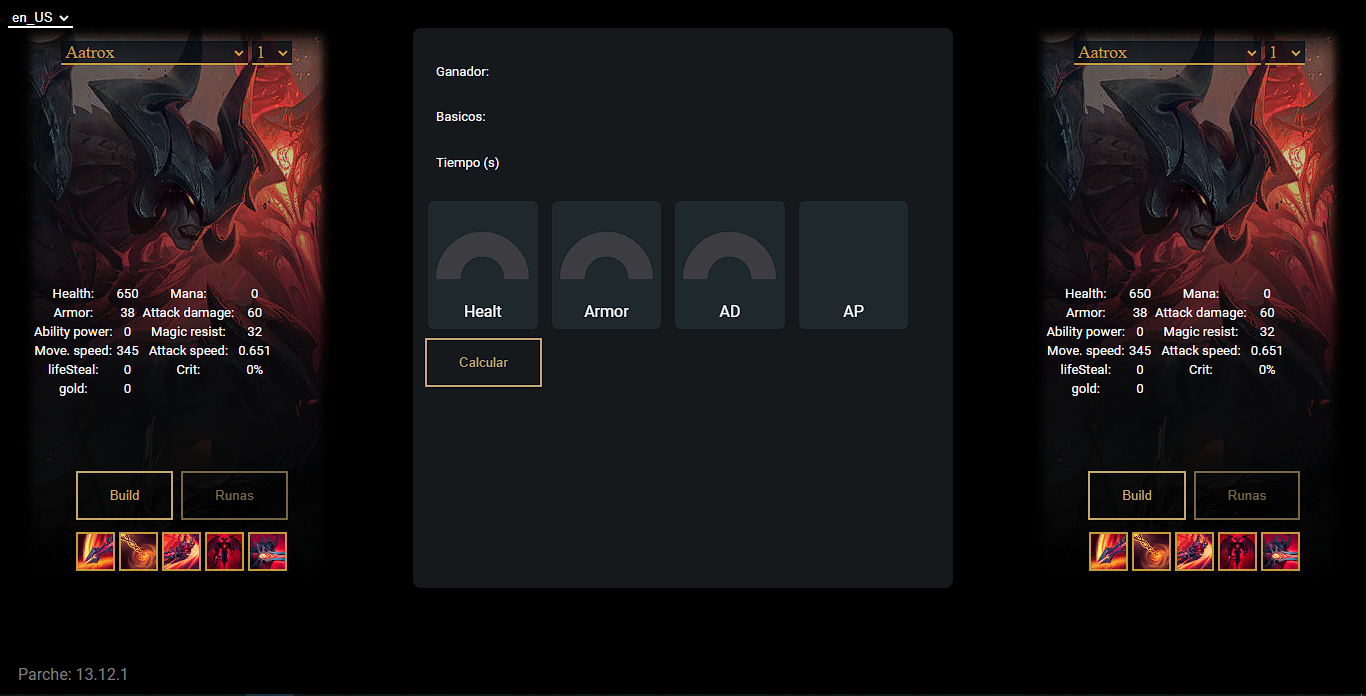 en_US
Aatrox 1
Health: 650 Mana: 0
Armor: 38 Attack damage: 60
Ability power: 0 Magic resist: 32
Move. speed: 345 Attack speed: 0.651
lifeSteal: 0 Crit: 0%
gold: 0
Build Runas
Ganador:
Basicos:
Tiempo (s)
Healt Armor AD AP
Calcular
Aatrox 1
Health: 650 Mana: 0
Armor: 38 Attack damage: 60
Ability power: 0 Magic resist: 32
Move. speed: 345 Attack speed: 0.651
lifeSteal: 0 Crit: 0%
gold: 0
Build Runas
Parche: 13.12.1